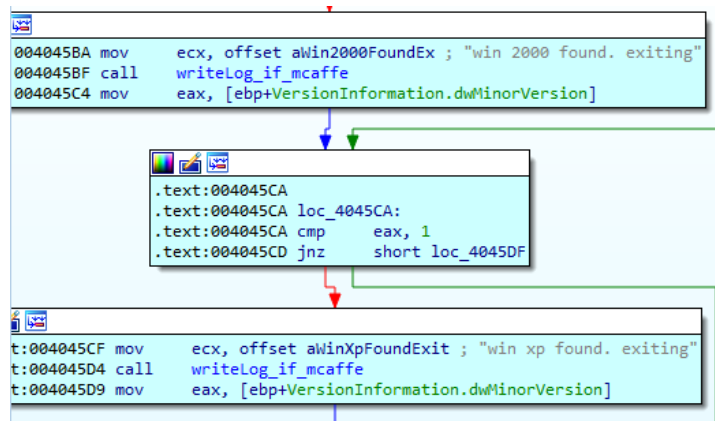 004045BA mov ecx, offset aWin2000FoundEx ; "win 2000 found. exiting"
004045BF call writeLog_if_mcaffe
004045C4 mov eax, [ebp+VersionInformation.dwMinorVersion]
.text:004045CA
.text:004045CA loc_4045CA:
.text:004045CA cmp eax, 1
.text:004045CD jnz short loc_4045DF
t:004045CF mov ecx, offset aWinXpFoundExit ; "win xp found. exiting"
t:004045D4 call writeLog_if_mcaffe
t:004045D9 mov eax, [ebp+VersionInformation.dwMinorVersion]